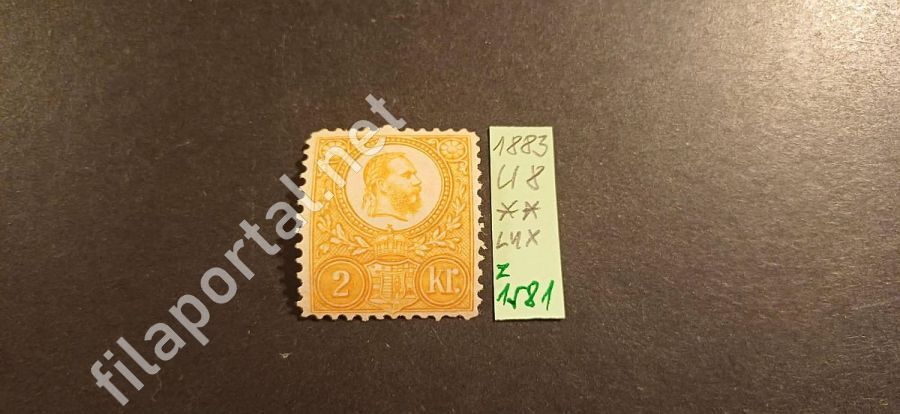 filaportal.net
2 kr.
1883
U 8
**
LUX
z
1581